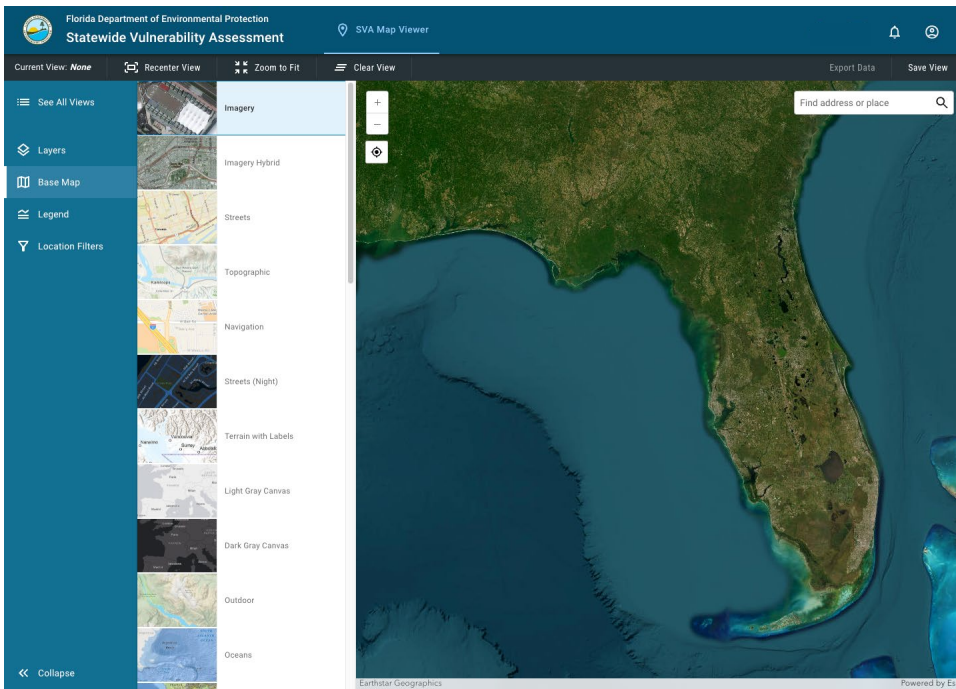 Florida Department of Environmental Protection
Statewide Vulnerability Assessment
SVA Map Viewer
Current View: None
Recenter View
Zoom to Fit
Clear View
Export Data
Save View
See All Views
Layers
Base Map
Legend
Location Filters
Collapse
Imagery
Imagery Hybrid
Streets
Topographic
Navigation
Streets (Night)
Terrain with Labels
Light Gray Canvas
Dark Gray Canvas
Outdoor
Oceans
+
−
Find address or place
Earthstar Geographics
Powered by Es